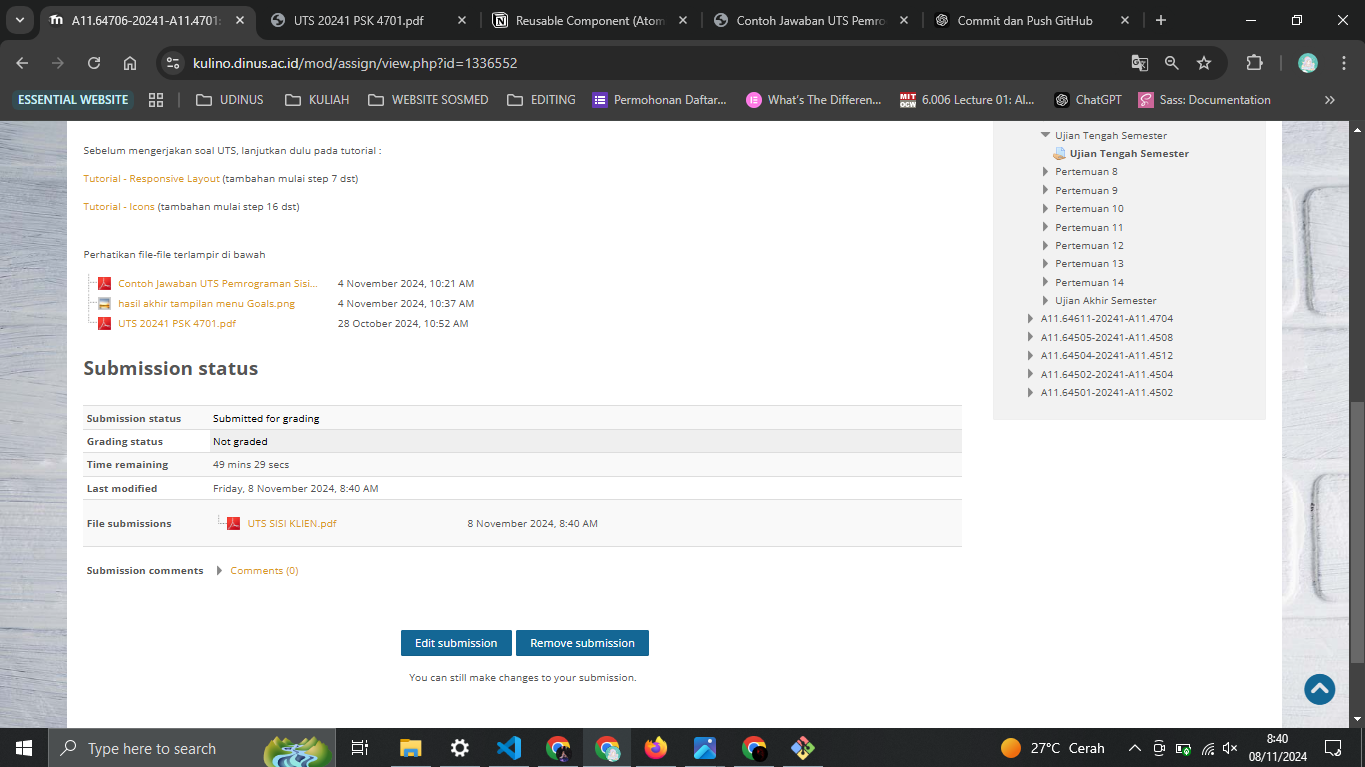 A11.64706-20241-A11.4701:
UTS 20241 PSK 4701.pdf
Reusable Component (Atom
Contoh Jawaban UTS Pemro
Commit dan Push GitHub
kulino.dinus.ac.id/mod/assign/view.php?id=1336552
ESSENTIAL WEBSITE
UDINUS
KULIAH
WEBSITE SOSMED
EDITING
Permohonan Daftar...
What's The Differen...
MIT OCW
6.006 Lecture 01: Al...
ChatGPT
Sass: Documentation
Sebelum mengerjakan soal UTS, lanjutkan dulu pada tutorial :
Tutorial - Responsive Layout (tambahan mulai step 7 dst)
Tutorial - Icons (tambahan mulai step 16 dst)
Perhatikan file-file terlampir di bawah
Contoh Jawaban UTS Pemrograman Sisi... 4 November 2024, 10:21 AM
hasil akhir tampilan menu Goals.png 4 November 2024, 10:37 AM
UTS 20241 PSK 4701.pdf 28 October 2024, 10:52 AM
Submission status
Submission status Submitted for grading
Grading status Not graded
Time remaining 49 mins 29 secs
Last modified Friday, 8 November 2024, 8:40 AM
File submissions UTS SISI KLIEN.pdf 8 November 2024, 8:40 AM
Submission comments Comments (0)
Edit submission
Remove submission
You can still make changes to your submission.
Ujian Tengah Semester
Ujian Tengah Semester
Pertemuan 8
Pertemuan 9
Pertemuan 10
Pertemuan 11
Pertemuan 12
Pertemuan 13
Pertemuan 14
Ujian Akhir Semester
A11.64611-20241-A11.4704
A11.64505-20241-A11.4508
A11.64504-20241-A11.4512
A11.64502-20241-A11.4504
A11.64501-20241-A11.4502
Type here to search
27°C Cerah
8:40
08/11/2024